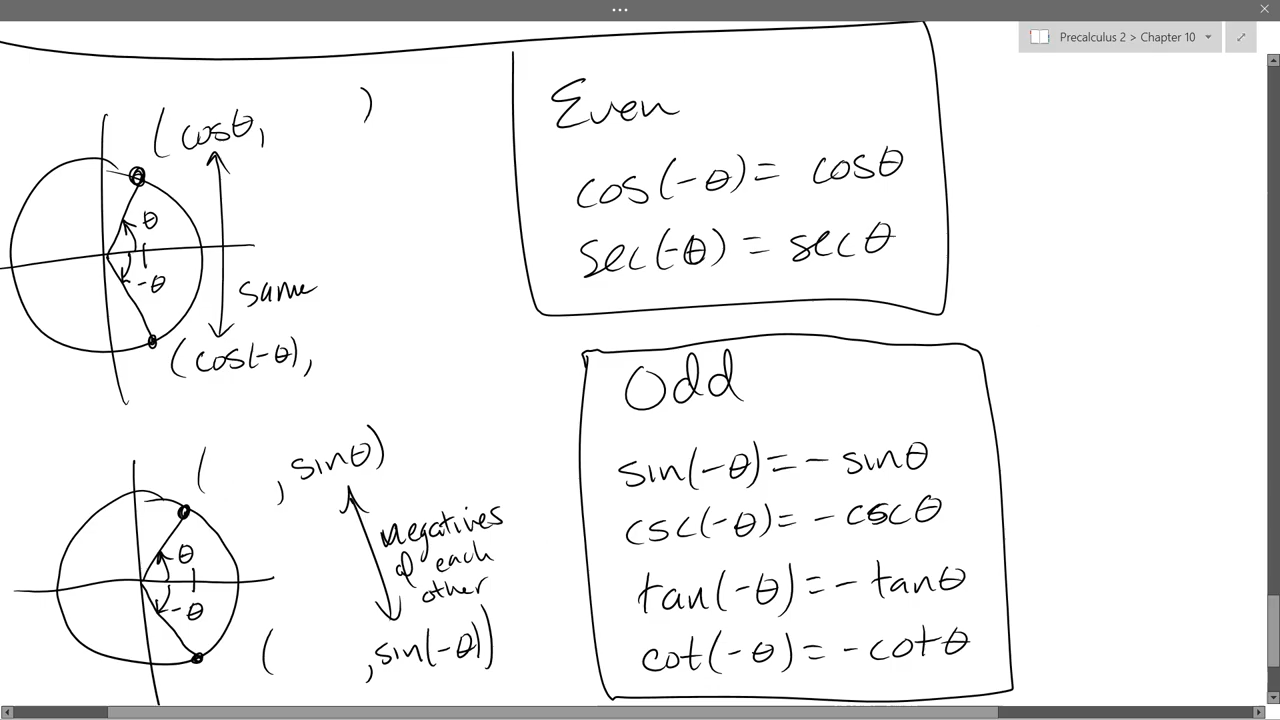 Precalculus 2 > Chapter 10
(cosθ, )
θ
-θ
same
(cos(-θ),
Even
cos(-θ)= cosθ
sec(-θ) = secθ
( , sinθ)
θ
-θ
negatives
of each
other
( , sin(-θ))
Odd
sin(-θ)= - sinθ
csc(-θ)= - cscθ
tan(-θ)= - tanθ
cot(-θ)= - cotθ